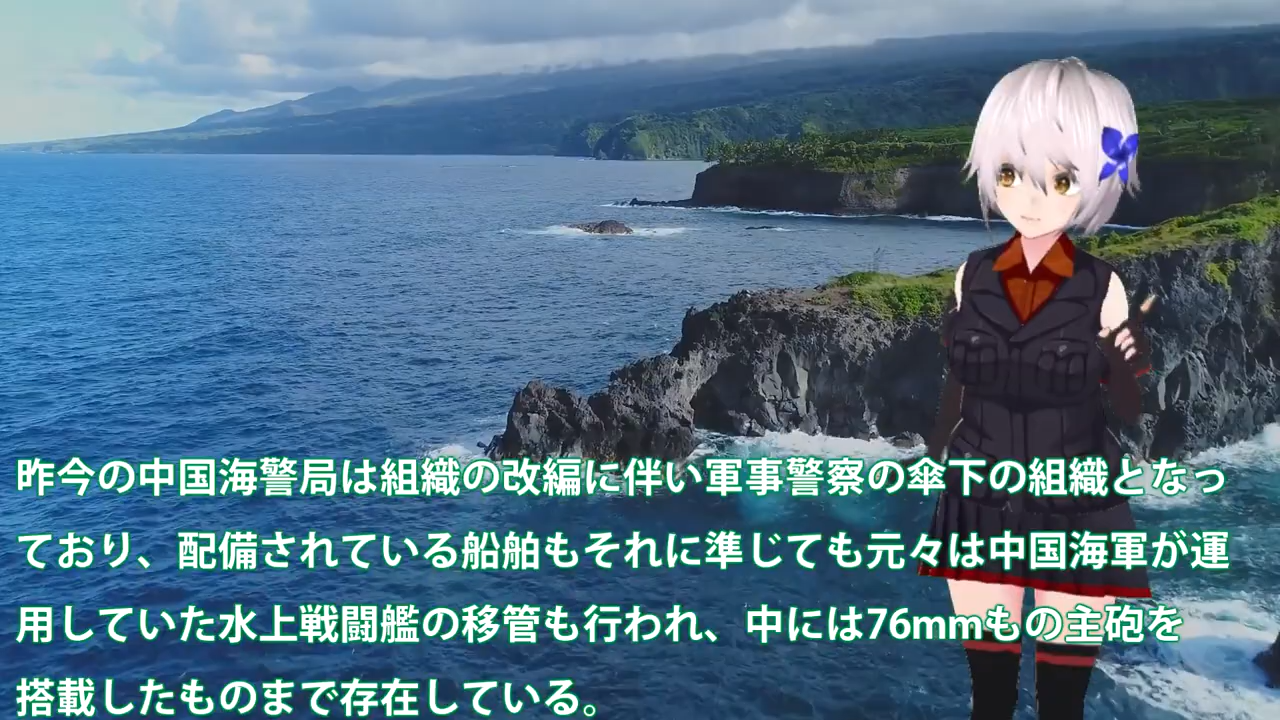 昨今の中国海警局は組織の改編に伴い軍事警察の傘下の組織となっ
ており、配備されている船舶もそれに準じても元々は中国海軍が運
用していた水上戦闘艦の移管も行われ、中には76mmもの主砲を
搭載したものまで存在している。